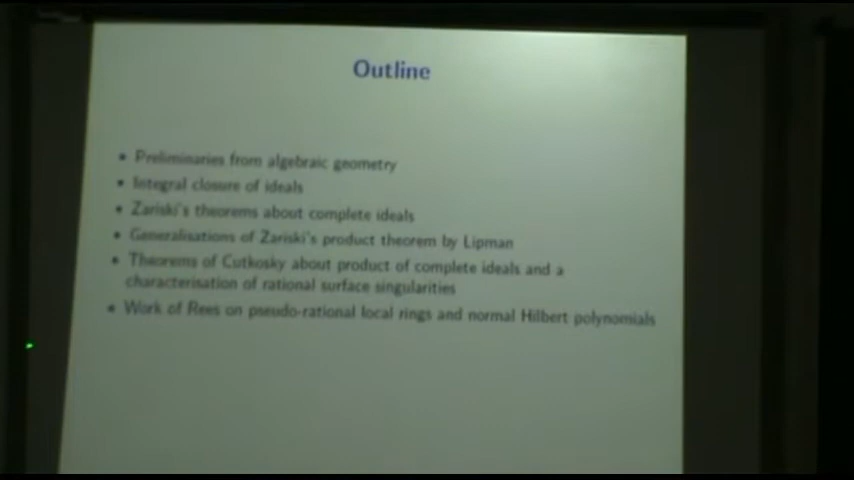 Outline
• Preliminaries from algebraic geometry
• Integral closure of ideals
• Zariski's theorems about complete ideals
• Generalisations of Zariski's product theorem by Lipman
• Theorems of Cutkosky about product of complete ideals and a
characterisation of rational surface singularities
• Work of Rees on pseudo-rational local rings and normal Hilbert polynomials